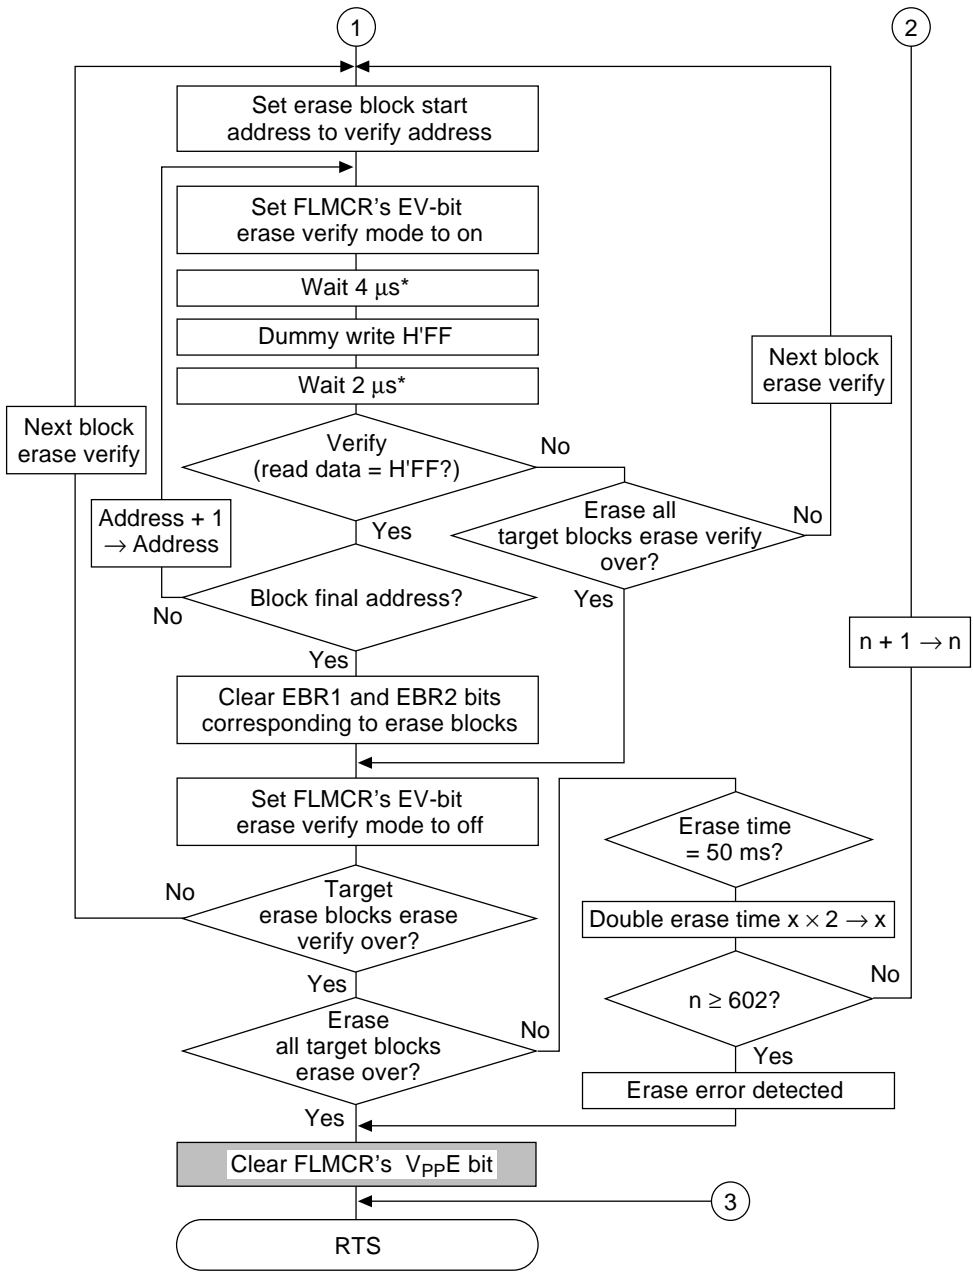 1
2
Set erase block start
address to verify address
Set FLMCR's EV-bit
erase verify mode to on
Wait 4 μs*
Dummy write H'FF
Wait 2 μs*
Next block
erase verify
Next block
erase verify
Verify
(read data = H'FF?)
No
Yes
Address + 1
→ Address
Erase all
target blocks erase verify
over?
No
Yes
Block final address?
No
Yes
n + 1 → n
Clear EBR1 and EBR2 bits
corresponding to erase blocks
Set FLMCR's EV-bit
erase verify mode to off
Erase time
= 50 ms?
No
Target
erase blocks erase
verify over?
Yes
Double erase time x × 2 → x
n ≥ 602?
No
Yes
Erase
all target blocks
erase over?
No
Yes
Erase error detected
Clear FLMCR's VPPE bit
3
RTS